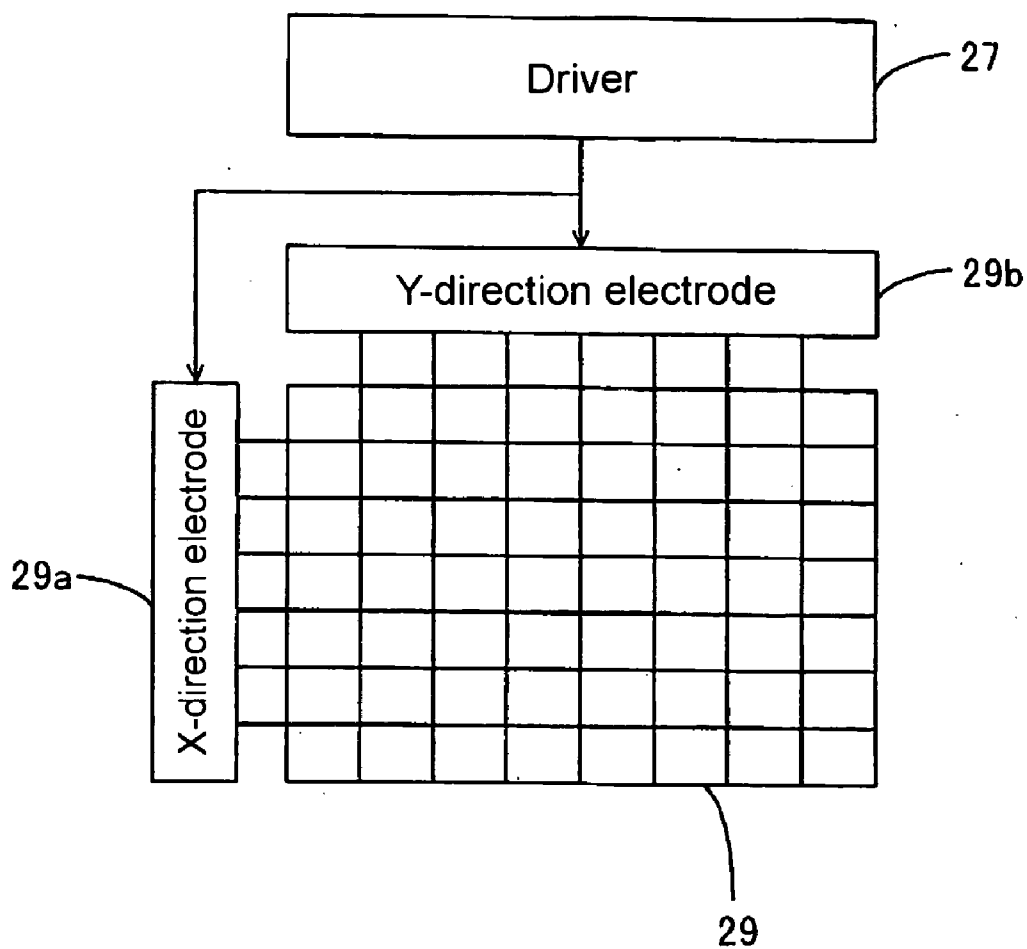 Driver
27
Y-direction electrode
29b
X-direction electrode
29a
29